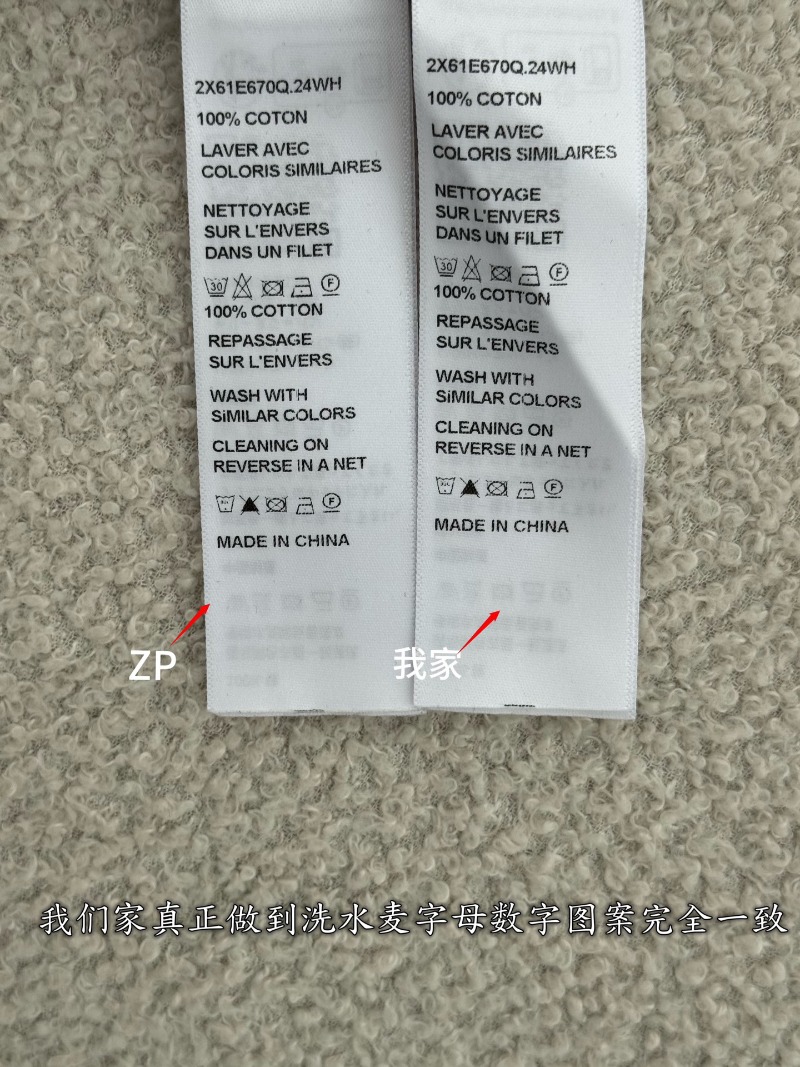 2X61E670Q.24WH
100% COTON
LAVER AVEC
COLORIS SIMILAIRES
NETTOYAGE
SUR L'ENVERS
DANS UN FILET
30
F
100% COTTON
REPASSAGE
SUR L'ENVERS
WASH WITH
SIMILAR COLORS
CLEANING ON
REVERSE IN A NET
F
MADE IN CHINA
ZP
2X61E670Q.24WH
100% COTON
LAVER AVEC
COLORIS SIMILAIRES
NETTOYAGE
SUR L'ENVERS
DANS UN FILET
30
F
100% COTTON
REPASSAGE
SUR L'ENVERS
WASH WITH
SIMILAR COLORS
CLEANING ON
REVERSE IN A NET
F
MADE IN CHINA
我家
我们家真正做到洗水麦字母数字图案完全一致